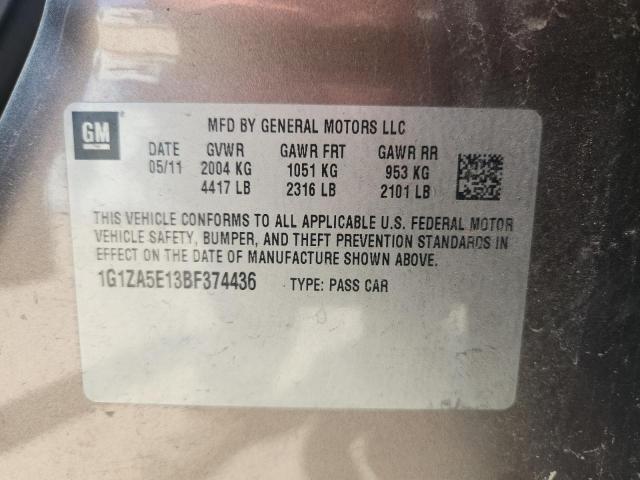 GM
MFD BY GENERAL MOTORS LLC
DATE GVWR GAWR FRT GAWR RR
05/11 2004 KG 1051 KG 953 KG
4417 LB 2316 LB 2101 LB
THIS VEHICLE CONFORMS TO ALL APPLICABLE U.S. FEDERAL MOTOR
VEHICLE SAFETY, BUMPER, AND THEFT PREVENTION STANDARDS IN
EFFECT ON THE DATE OF MANUFACTURE SHOWN ABOVE.
1G1ZA5E13BF374436 TYPE: PASS CAR